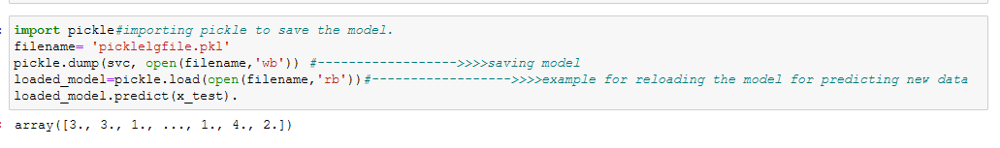 import pickle#importing pickle to save the model.
filename= 'picklelgfile.pkl'
pickle.dump(svc, open(filename,'wb')) #------------------->>>>saving model
loaded_model=pickle.load(open(filename,'rb'))#------------------->>>>example for reloading the model for predicting new data
loaded_model.predict(x_test).
array([3., 3., 1., ..., 1., 4., 2.])